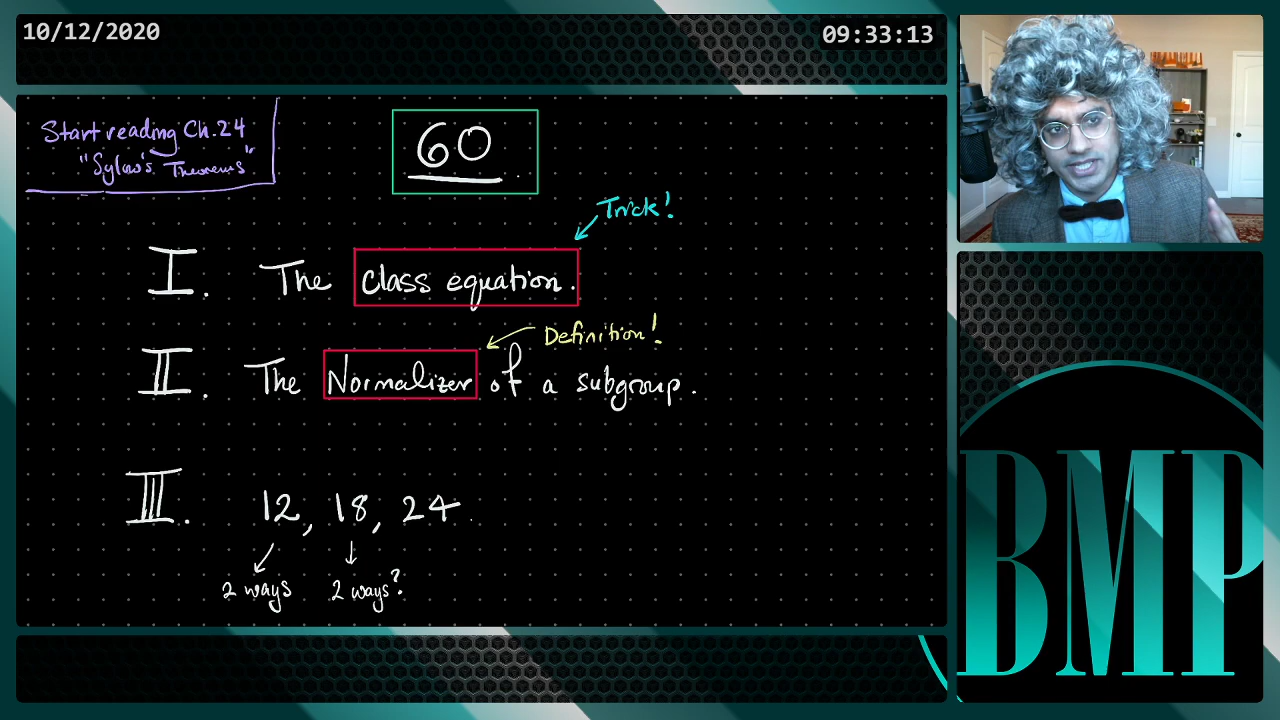 10/12/2020
09:33:13
Start reading Ch.24
"Sylow's Theorems"
60
Trick!
I. The class equation.
Definition!
II. The Normalizer of a subgroup.
III. 12, 18, 24.
2 ways 2 ways?
BMP